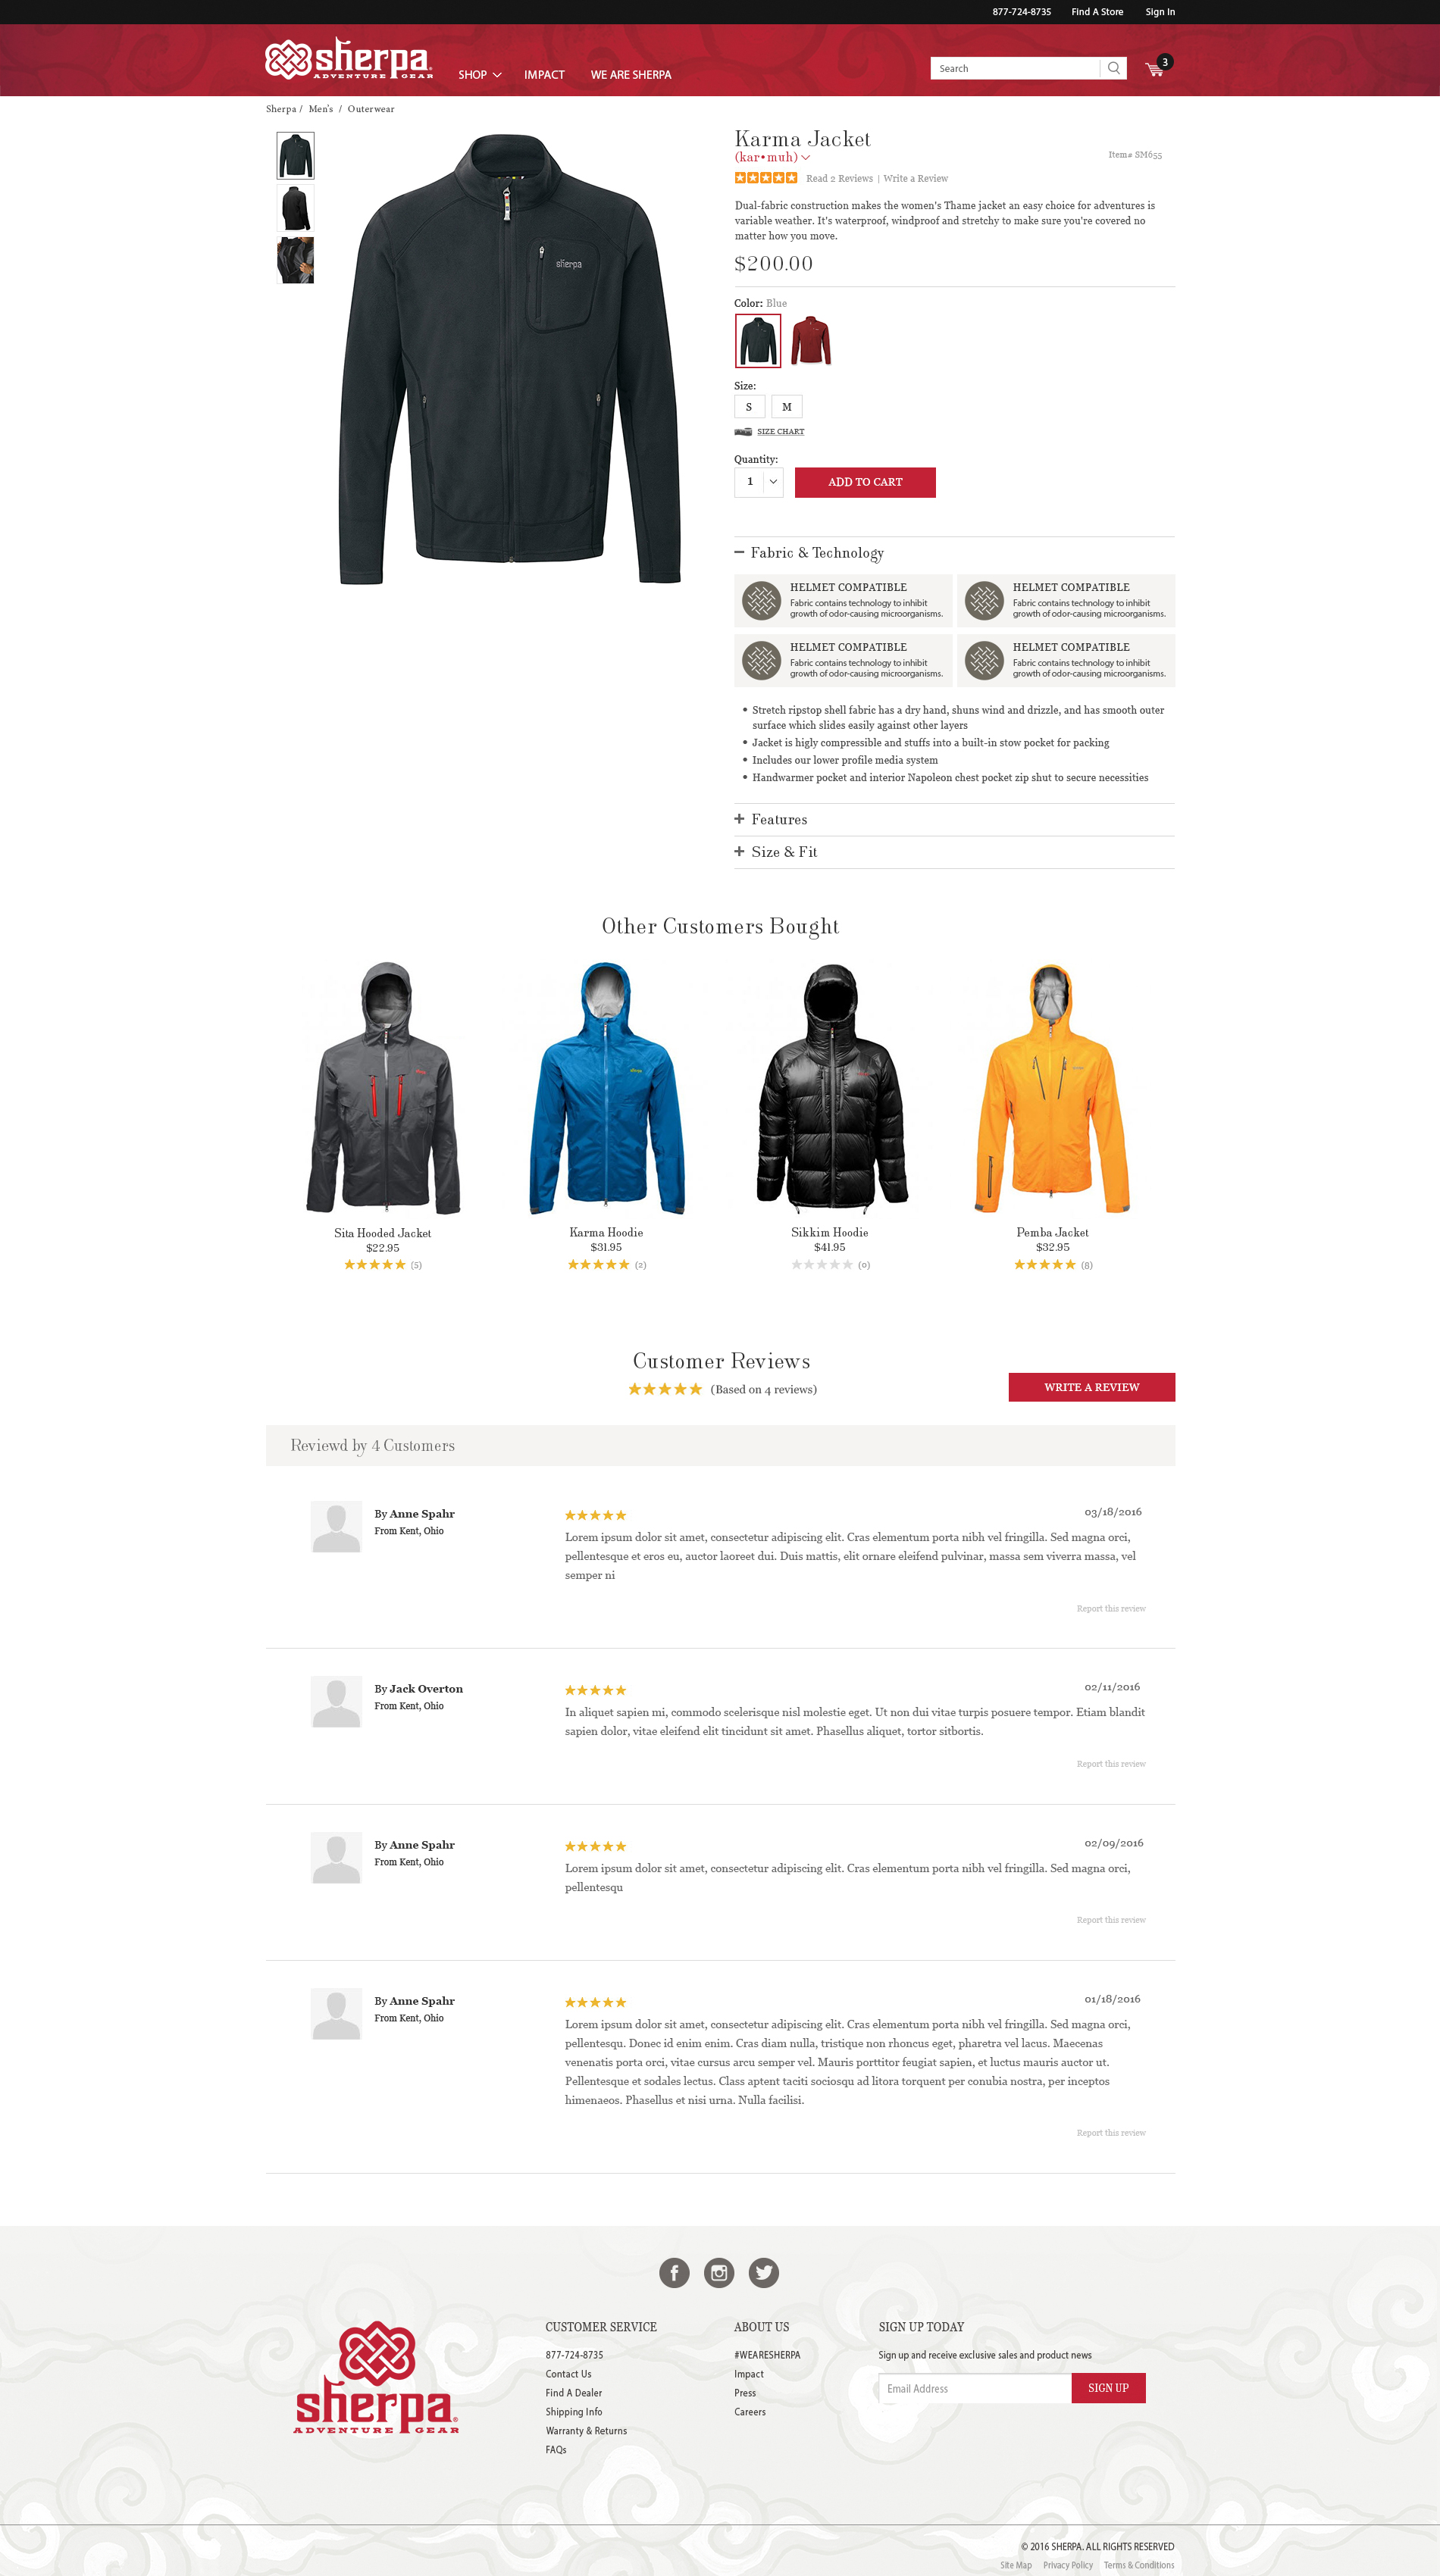 877-724-8735 Find A Store Sign In
sherpa
ADVENTURE GEAR
SHOP IMPACT WE ARE SHERPA
Search
3
Sherpa / Men's / Outerwear
Karma Jacket
(kar•muh)
Item# SM655
Read 2 Reviews | Write a Review
Dual-fabric construction makes the women's Thame jacket an easy choice for adventures is
variable weather. It's waterproof, windproof and stretchy to make sure you're covered no
matter how you move.
$200.00
sherpa
Color: Blue
Size:
S M
SIZE CHART
Quantity:
1 ADD TO CART
Fabric & Technology
HELMET COMPATIBLE
Fabric contains technology to inhibit
growth of odor-causing microorganisms.
HELMET COMPATIBLE
Fabric contains technology to inhibit
growth of odor-causing microorganisms.
HELMET COMPATIBLE
Fabric contains technology to inhibit
growth of odor-causing microorganisms.
HELMET COMPATIBLE
Fabric contains technology to inhibit
growth of odor-causing microorganisms.
• Stretch ripstop shell fabric has a dry hand, shuns wind and drizzle, and has smooth outer
surface which slides easily against other layers
• Jacket is higly compressible and stuffs into a built-in stow pocket for packing
• Includes our lower profile media system
• Handwarmer pocket and interior Napoleon chest pocket zip shut to secure necessities
Features
Size & Fit
Other Customers Bought
Sita Hooded Jacket
$22.95
(5)
Karma Hoodie
$31.95
(2)
Sikkim Hoodie
$41.95
(0)
Pemba Jacket
$32.95
(8)
Customer Reviews
(Based on 4 reviews)
WRITE A REVIEW
Reviewd by 4 Customers
By Anne Spahr
From Kent, Ohio
03/18/2016
Lorem ipsum dolor sit amet, consectetur adipiscing elit. Cras elementum porta nibh vel fringilla. Sed magna orci,
pellentesque et eros eu, auctor laoreet dui. Duis mattis, elit ornare eleifend pulvinar, massa sem viverra massa, vel
semper ni
Report this review
By Jack Overton
From Kent, Ohio
02/11/2016
In aliquet sapien mi, commodo scelerisque nisl molestie eget. Ut non dui vitae turpis posuere tempor. Etiam blandit
sapien dolor, vitae eleifend elit tincidunt sit amet. Phasellus aliquet, tortor sitbortis.
Report this review
By Anne Spahr
From Kent, Ohio
02/09/2016
Lorem ipsum dolor sit amet, consectetur adipiscing elit. Cras elementum porta nibh vel fringilla. Sed magna orci,
pellentesqu
Report this review
By Anne Spahr
From Kent, Ohio
01/18/2016
Lorem ipsum dolor sit amet, consectetur adipiscing elit. Cras elementum porta nibh vel fringilla. Sed magna orci,
pellentesqu. Donec id enim enim. Cras diam nulla, tristique non rhoncus eget, pharetra vel lacus. Maecenas
venenatis porta orci, vitae cursus arcu semper vel. Mauris porttitor feugiat sapien, et luctus mauris auctor ut.
Pellentesque et sodales lectus. Class aptent taciti sociosqu ad litora torquent per conubia nostra, per inceptos
himenaeos. Phasellus et nisi urna. Nulla facilisi.
Report this review
sherpa
ADVENTURE GEAR
CUSTOMER SERVICE
877-724-8735
Contact Us
Find A Dealer
Shipping Info
Warranty & Returns
FAQs
ABOUT US
#WEARESHERPA
Impact
Press
Careers
SIGN UP TODAY
Sign up and receive exclusive sales and product news
Email Address SIGN UP
© 2016 SHERPA. ALL RIGHTS RESERVED
Site Map Privacy Policy Terms & Conditions